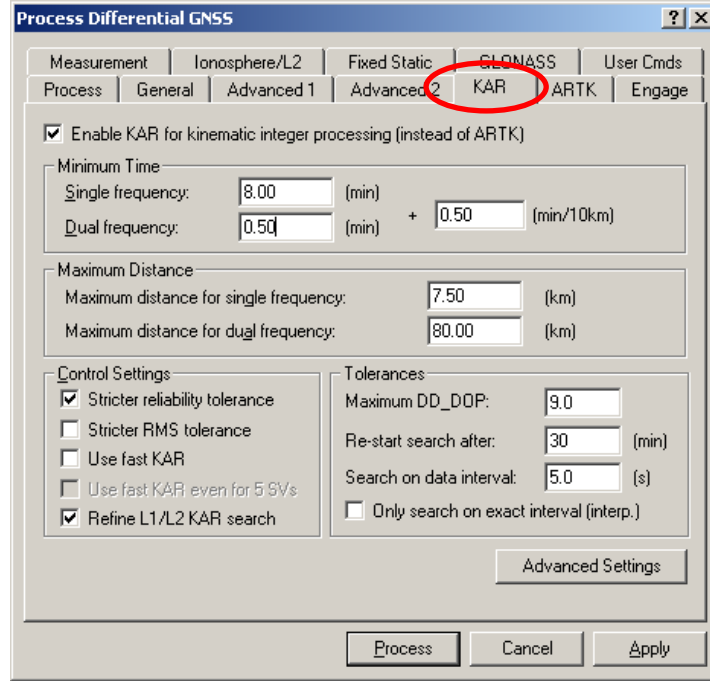 Process Differential GNSS
Measurement Ionosphere/L2 Fixed Static GLONASS User Cmds
Process General Advanced 1 Advanced 2 KAR ARTK Engage
Enable KAR for kinematic integer processing (instead of ARTK)
Minimum Time
Single frequency: 8.00 (min)
Dual frequency: 0.50 (min) + 0.50 (min/10km)
Maximum Distance
Maximum distance for single frequency: 7.50 (km)
Maximum distance for dual frequency: 80.00 (km)
Control Settings
Stricter reliability tolerance
Stricter RMS tolerance
Use fast KAR
Use fast KAR even for 5 SVs
Refine L1/L2 KAR search
Tolerances
Maximum DD_DOP: 9.0
Re-start search after: 30 (min)
Search on data interval: 5.0 (s)
Only search on exact interval (interp.)
Advanced Settings
Process Cancel Apply